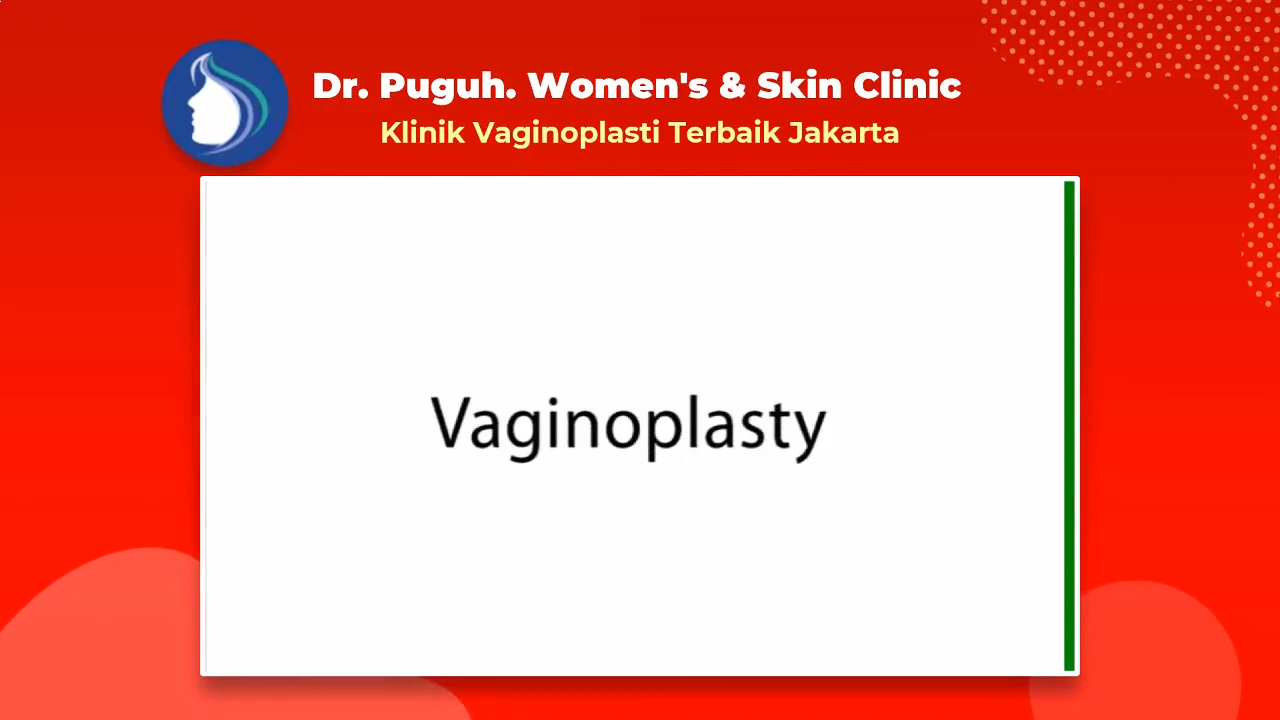 Dr. Puguh. Women's & Skin Clinic
Klinik Vaginoplasti Terbaik Jakarta
Vaginoplasty